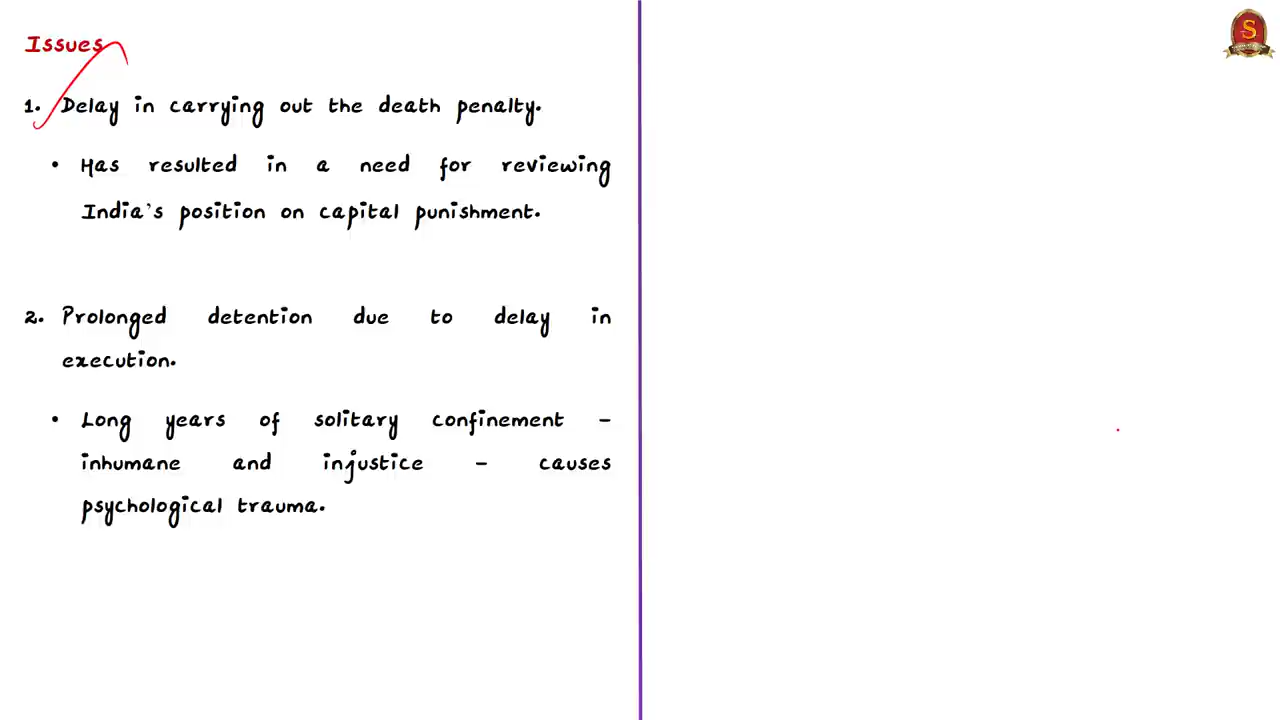 Issues
1. Delay in carrying out the death penalty.
• Has resulted in a need for reviewing
India's position on capital punishment.
2. Prolonged detention due to delay in
execution.
• Long years of solitary confinement –
inhumane and injustice – causes
psychological trauma.
S